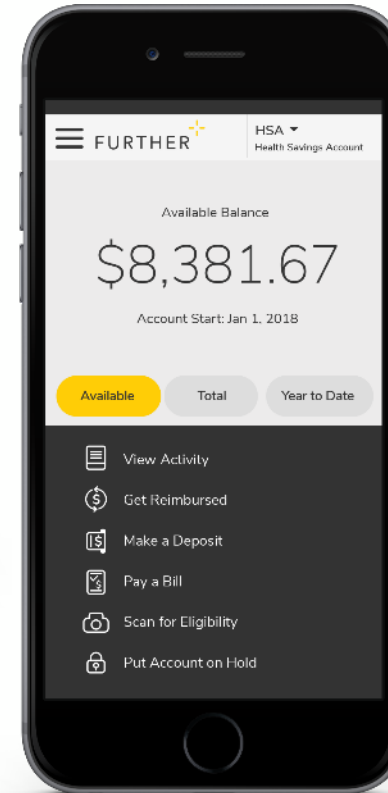 FURTHER
HSA
Health Savings Account
Available Balance
$8,381.67
Account Start: Jan 1, 2018
Available Total Year to Date
View Activity
Get Reimbursed
Make a Deposit
Pay a Bill
Scan for Eligibility
Put Account on Hold